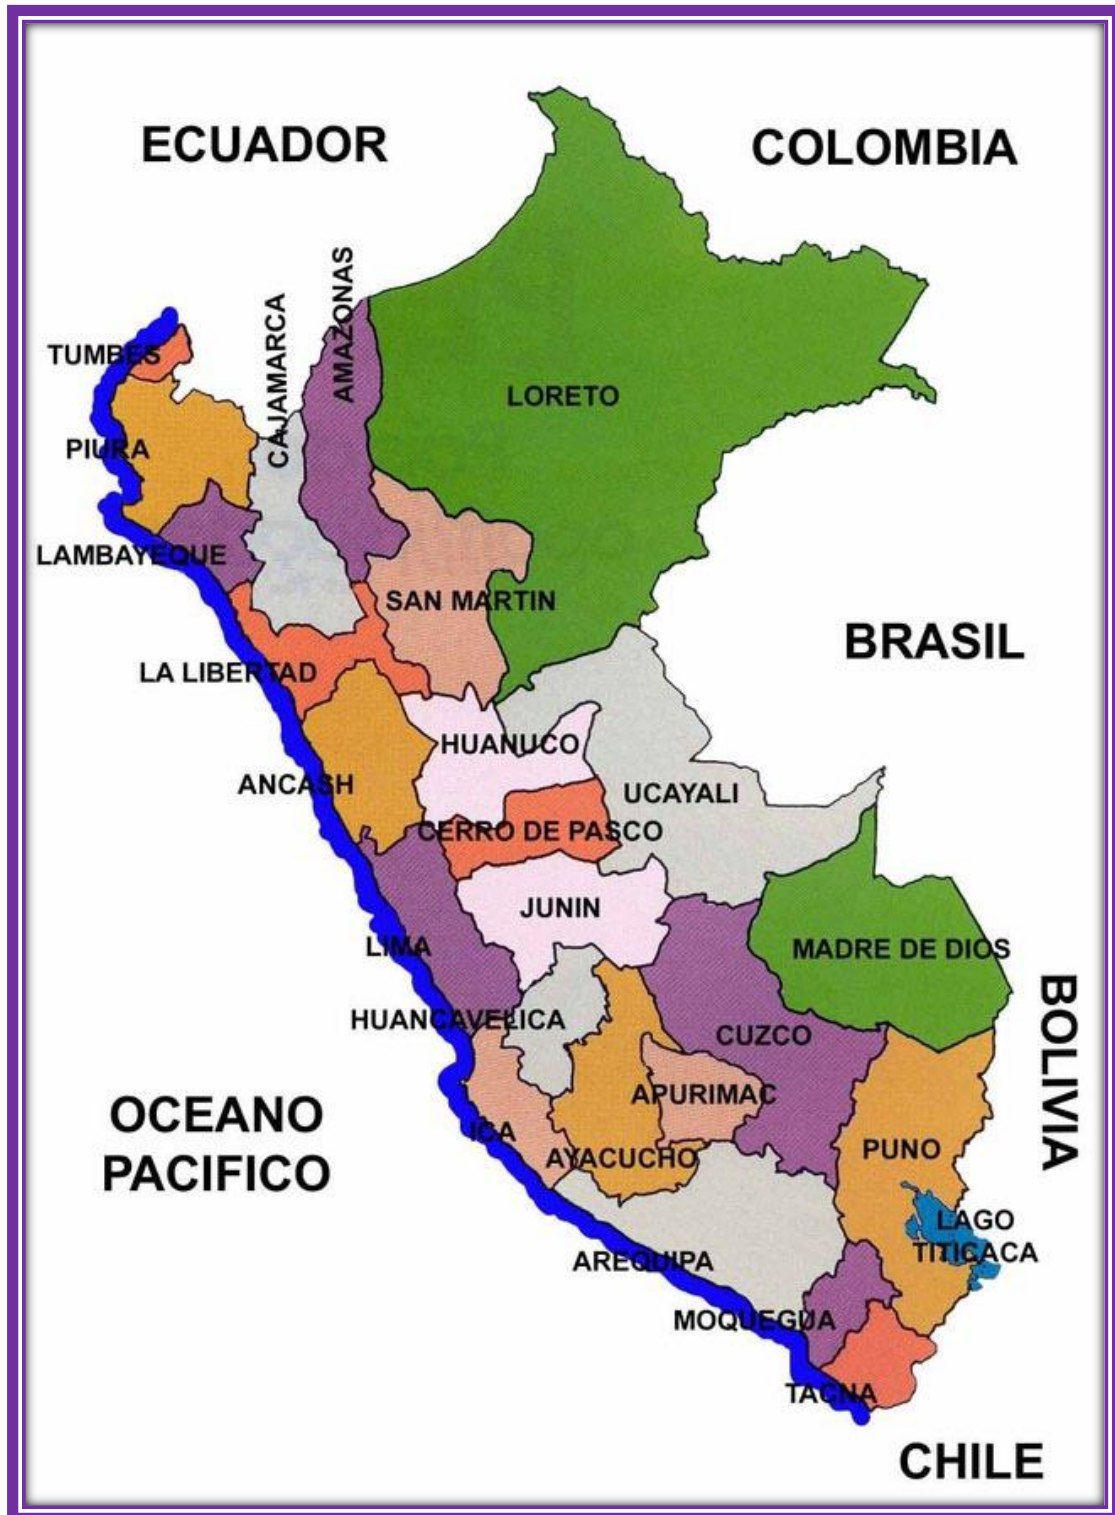 ECUADOR
COLOMBIA
AMAZONAS
CAJAMARCA
TUMBES
LORETO
PIURA
LAMBAYEQUE
SAN MARTIN
BRASIL
LA LIBERTAD
HUANUCO
ANCASH
UCAYALI
CERRO DE PASCO
JUNIN
LIMA
MADRE DE DIOS
HUANCAVELICA
CUZCO
BOLIVIA
APURIMAC
OCEANO
PACIFICO
ICA
AYACUCHO
PUNO
LAGO
TITICACA
AREQUIPA
MOQUEGUA
TACNA
CHILE